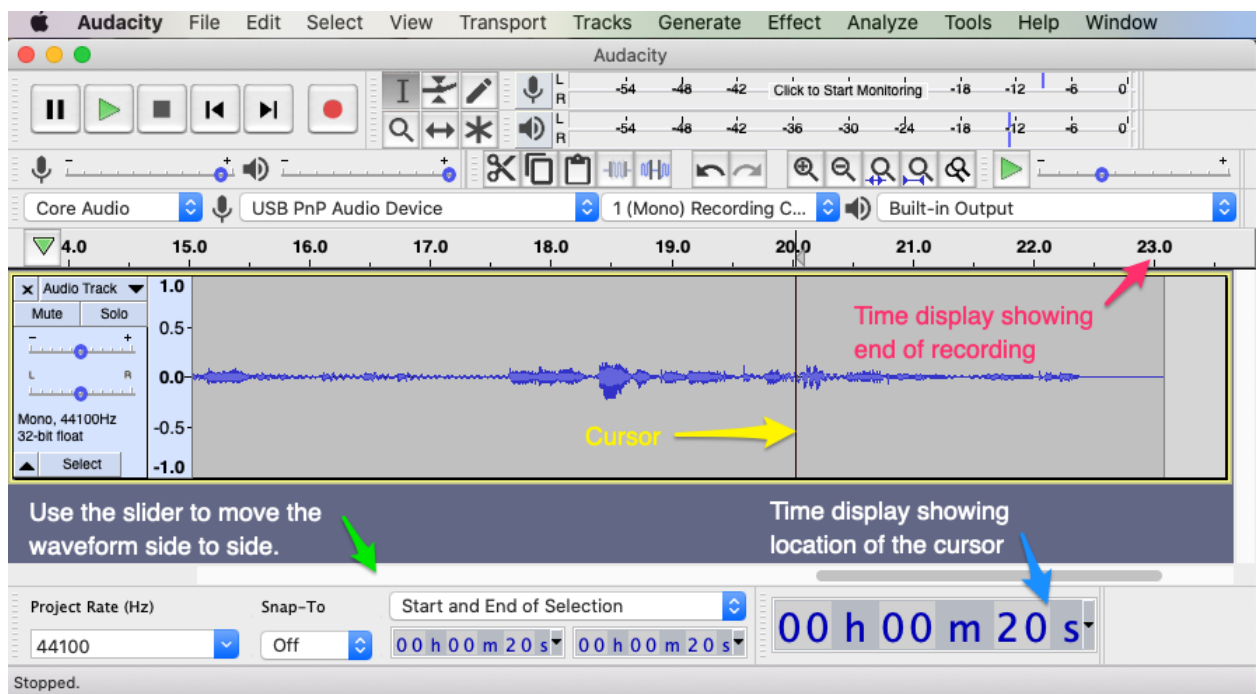 Audacity File Edit Select View Transport Tracks Generate Effect Analyze Tools Help Window
Audacity
L
R
-54 -48 -42 Click to Start Monitoring -18 -12 -6 0
L
R
-54 -48 -42 -36 -30 -24 -18 -12 -6 0
- + - + - +
Core Audio USB PnP Audio Device 1 (Mono) Recording C... Built-in Output
4.0 15.0 16.0 17.0 18.0 19.0 20.0 21.0 22.0 23.0
x Audio Track 1.0
Mute Solo
0.5
- +
L R
0.0
Mono, 44100Hz
32-bit float
-0.5
Select
-1.0
Time display showing
end of recording
Cursor
Use the slider to move the
waveform side to side.
Time display showing
location of the cursor
Project Rate (Hz) Snap-To Start and End of Selection
44100 Off 00 h 00 m 20 s 00 h 00 m 20 s
00 h 00 m 20 s
Stopped.